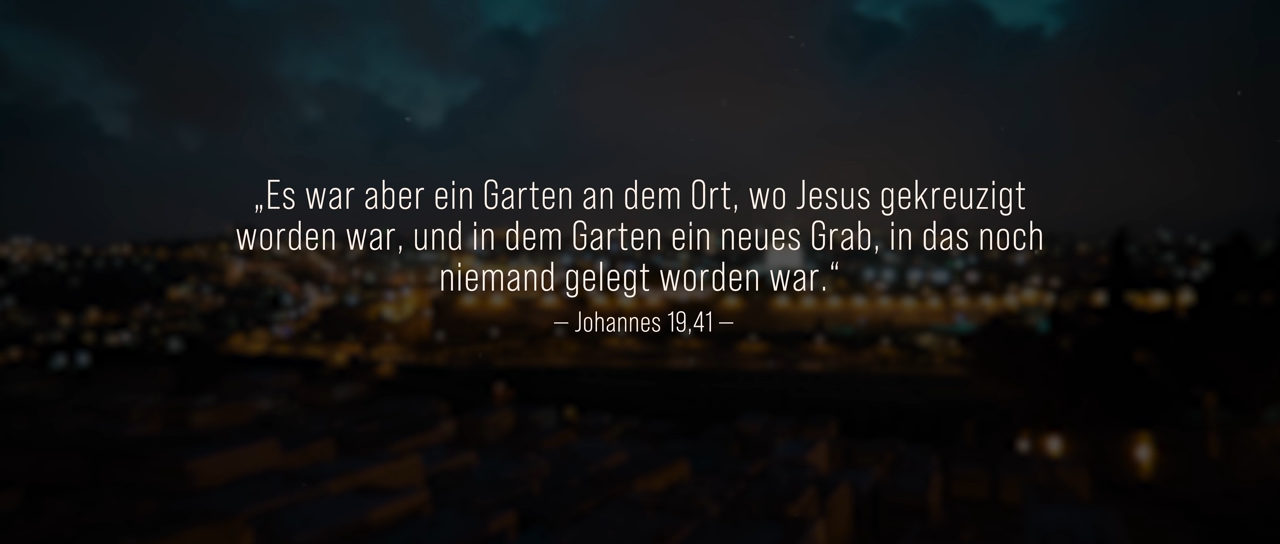 „Es war aber ein Garten an dem Ort, wo Jesus gekreuzigt
worden war, und in dem Garten ein neues Grab, in das noch
niemand gelegt worden war.“
– Johannes 19,41 –